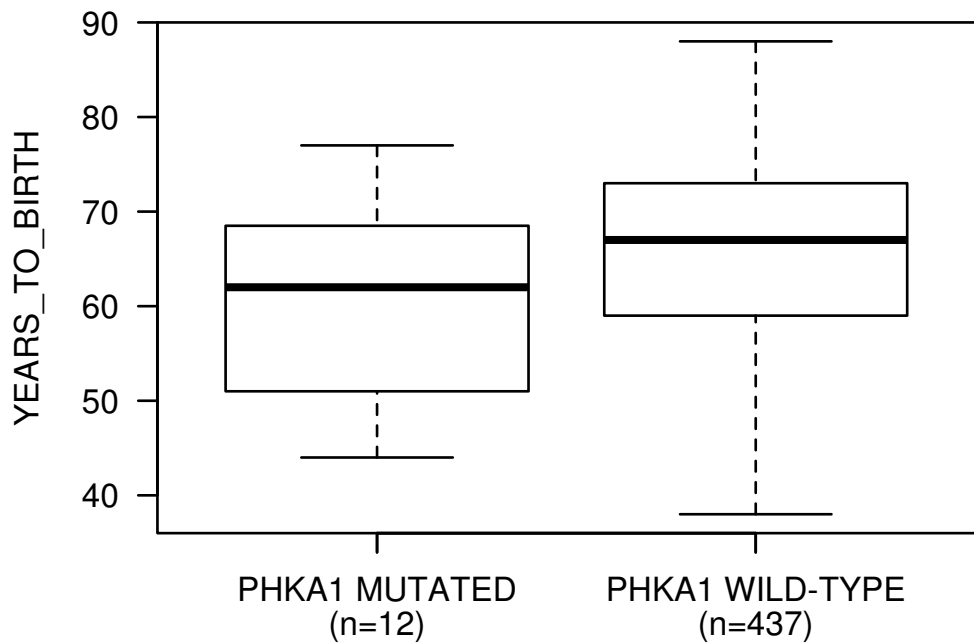 YEARS_TO_BIRTH
90
80
70
60
50
40
PHKA1 MUTATED
(n=12)
PHKA1 WILD-TYPE
(n=437)